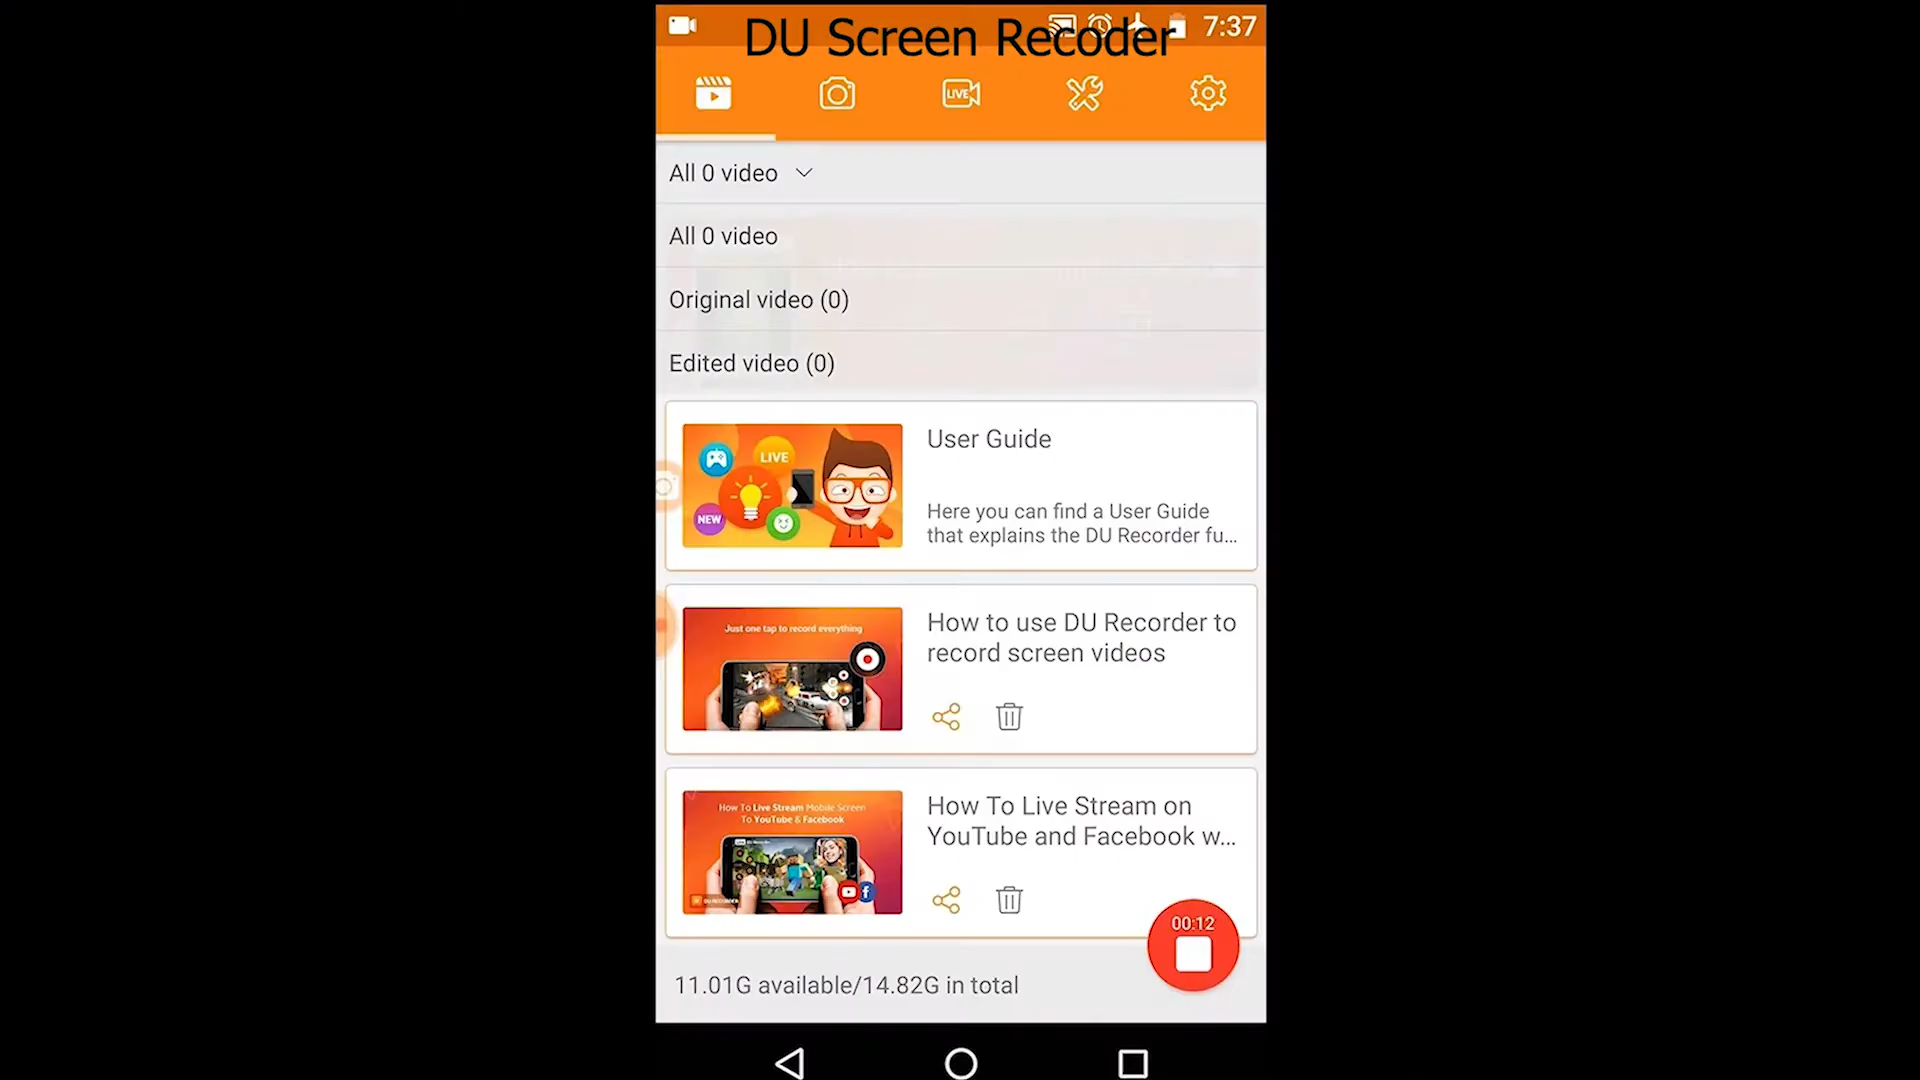 DU Screen Recoder
7:37
LIVE
All 0 video
All 0 video
Original video (0)
Edited video (0)
LIVE
NEW
User Guide
Here you can find a User Guide
that explains the DU Recorder fu...
Just one tap to record everything
How to use DU Recorder to
record screen videos
How To Live Stream Mobile Screen
To YouTube & Facebook
DU RECORDER
How To Live Stream on
YouTube and Facebook w...
00:12
11.01G available/14.82G in total